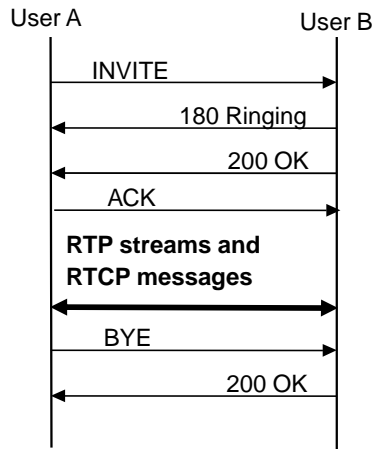 User A
User B
INVITE
180 Ringing
200 OK
ACK
RTP streams and
RTCP messages
BYE
200 OK